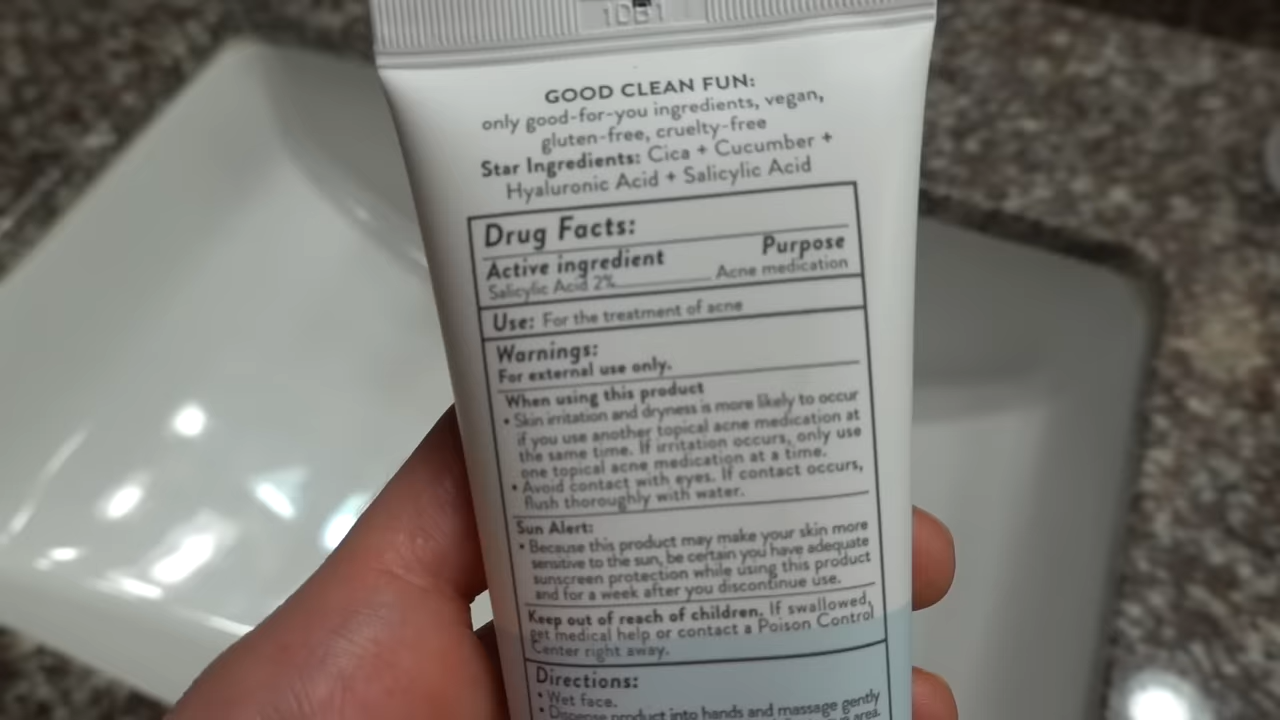 1DB1
GOOD CLEAN FUN:
only good-for-you ingredients, vegan,
gluten-free, cruelty-free
Star Ingredients: Cica + Cucumber +
Hyaluronic Acid + Salicylic Acid
Drug Facts:
Active ingredient Purpose
Salicylic Acid 2% Acne medication
Use: For the treatment of acne
Warnings:
For external use only.
When using this product
• Skin irritation and dryness is more likely to occur
if you use another topical acne medication at
the same time. If irritation occurs, only use
one topical acne medication at a time.
• Avoid contact with eyes. If contact occurs,
flush thoroughly with water.
Sun Alert:
• Because this product may make your skin more
sensitive to the sun, be certain you have adequate
sunscreen protection while using this product
and for a week after you discontinue use.
Keep out of reach of children. If swallowed,
get medical help or contact a Poison Control
Center right away.
Directions:
• Wet face.
• Dispense product into hands and massage gently
area.